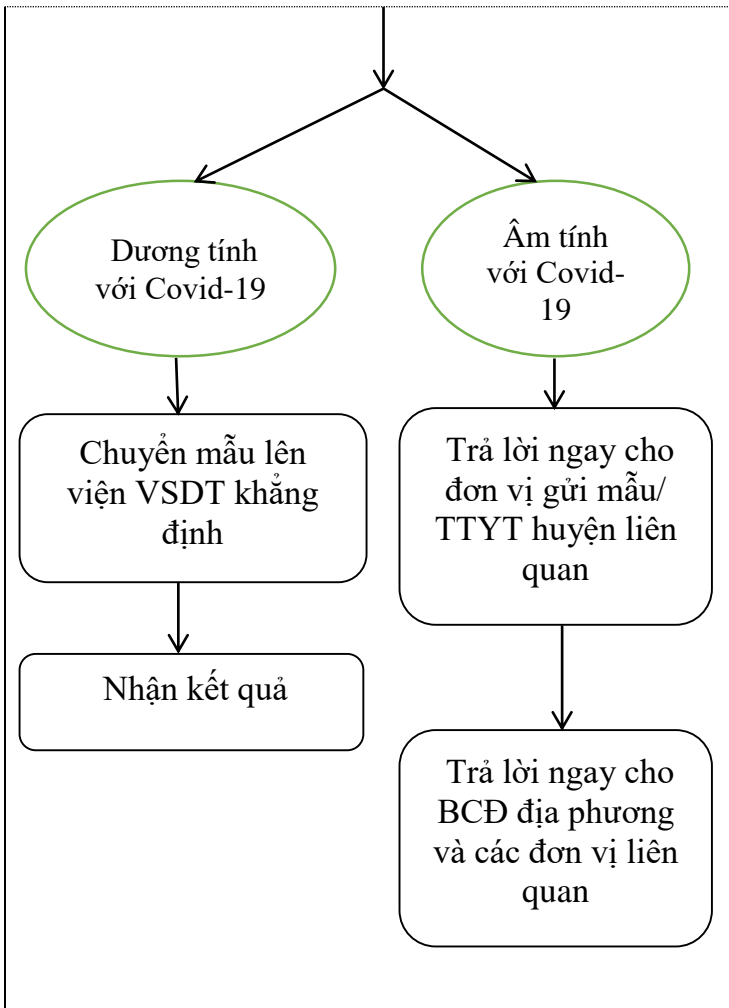 Dương tính
với Covid-19
Âm tính
với Covid-
19
Chuyển mẫu lên
viện VSDT khẳng
định
Nhận kết quả
Trả lời ngay cho
đơn vị gửi mẫu/
TTYT huyện liên
quan
Trả lời ngay cho
BCĐ địa phương
và các đơn vị liên
quan